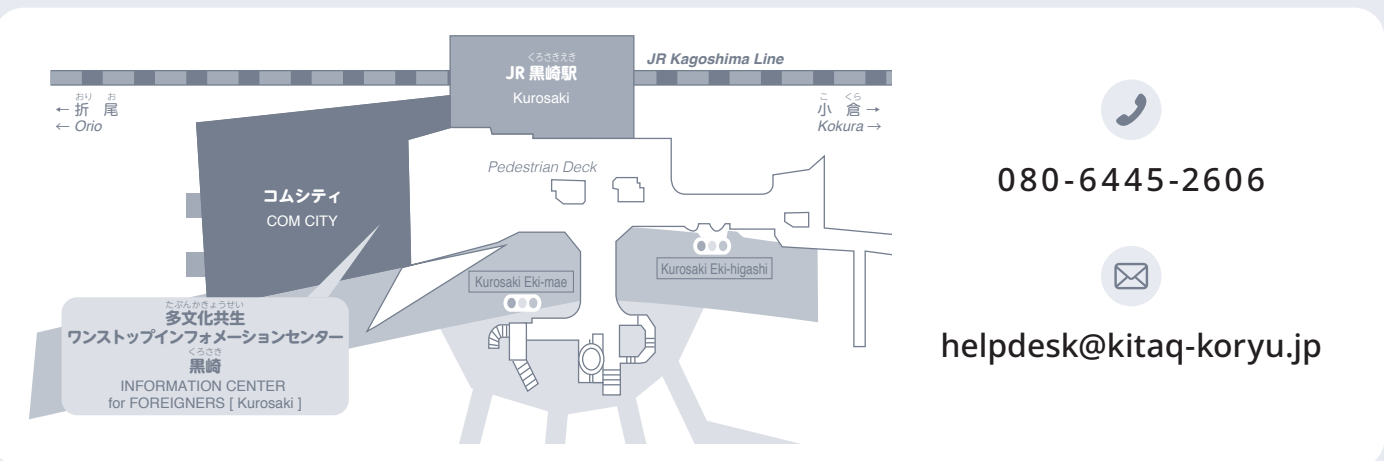 くろさきえき
JR 黒崎駅
Kurosaki
JR Kagoshima Line
おり お
← 折 尾
← Orio
こ くら
小 倉 →
Kokura →
Pedestrian Deck
コムシティ
COM CITY
Kurosaki Eki-mae
Kurosaki Eki-higashi
たぶんかきょうせい
多文化共生
ワンストップインフォメーションセンター
くろさき
黒崎
INFORMATION CENTER
for FOREIGNERS [ Kurosaki ]
080-6445-2606
helpdesk@kitaq-koryu.jp